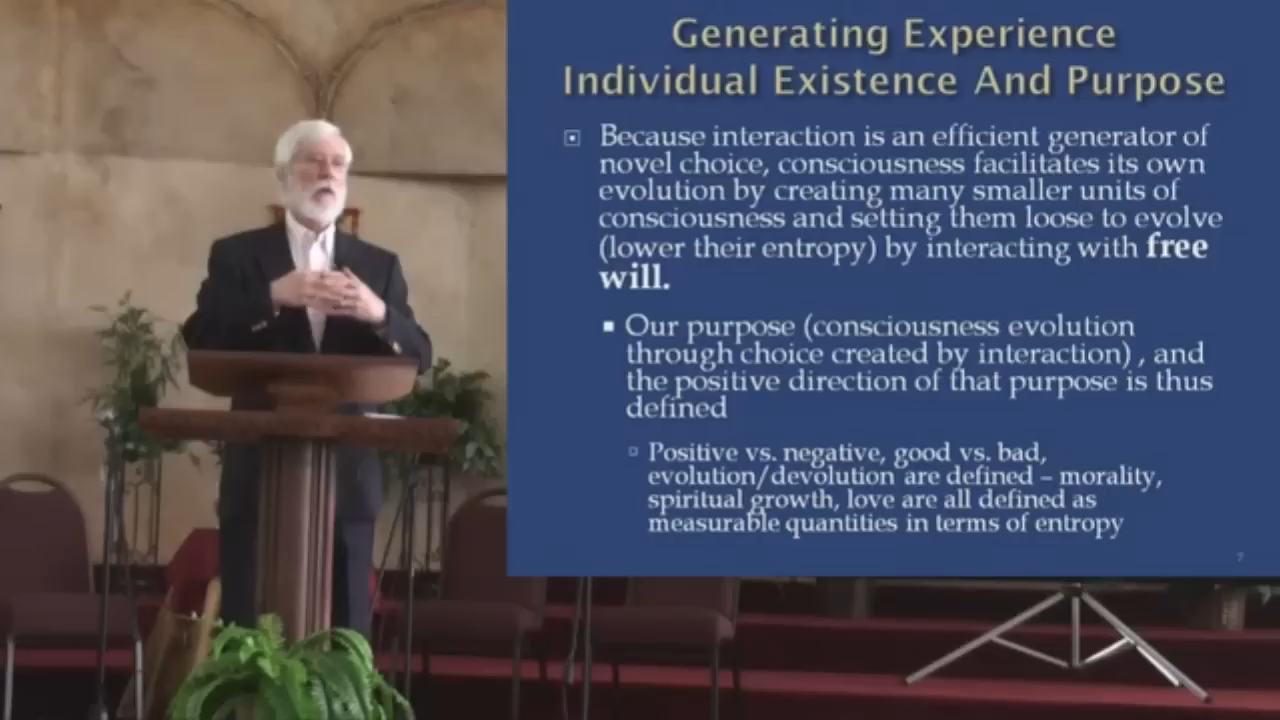 Generating Experience
Individual Existence And Purpose
Because interaction is an efficient generator of
novel choice, consciousness facilitates its own
evolution by creating many smaller units of
consciousness and setting them loose to evolve
(lower their entropy) by interacting with free
will.
Our purpose (consciousness evolution
through choice created by interaction) , and
the positive direction of that purpose is thus
defined
Positive vs. negative, good vs. bad,
evolution/devolution are defined – morality,
spiritual growth, love are all defined as
measurable quantities in terms of entropy
7